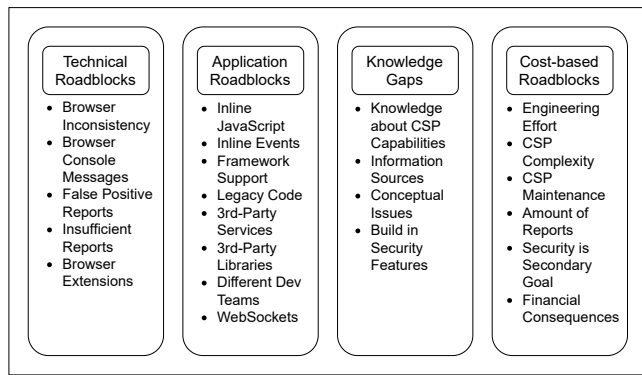 Technical
Roadblocks
• Browser
Inconsistency
• Browser
Console
Messages
• False Positive
Reports
• Insufficient
Reports
• Browser
Extensions
Application
Roadblocks
• Inline
JavaScript
• Inline Events
• Framework
Support
• Legacy Code
• 3rd-Party
Services
• 3rd-Party
Libraries
• Different Dev
Teams
• WebSockets
Knowledge
Gaps
• Knowledge
about CSP
Capabilities
• Information
Sources
• Conceptual
Issues
• Build in
Security
Features
Cost-based
Roadblocks
• Engineering
Effort
• CSP
Complexity
• CSP
Maintenance
• Amount of
Reports
• Security is
Secondary
Goal
• Financial
Consequences